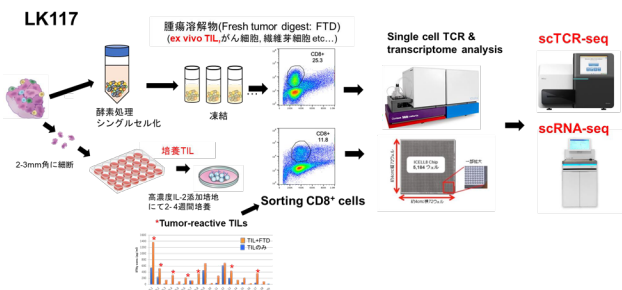 LK117
腫瘍溶解物(Fresh tumor digest: FTD)
(ex vivo TIL,がん細胞, 繊維芽細胞 etc…)
CD8+
25.3
Single cell TCR &
transcriptome analysis
scTCR-seq
酵素処理
シングルセル化
凍結
…
scRNA-seq
2-3mm角に細断
培養TIL
CD8+
11.8
ICELL8 Chip
5,184 ウェル
一部拡大
高濃度IL-2添加培地
にて2-4週間培養
Sorting CD8+ cells
*Tumor-reactive TILs
TIL+FTD
TILのみ